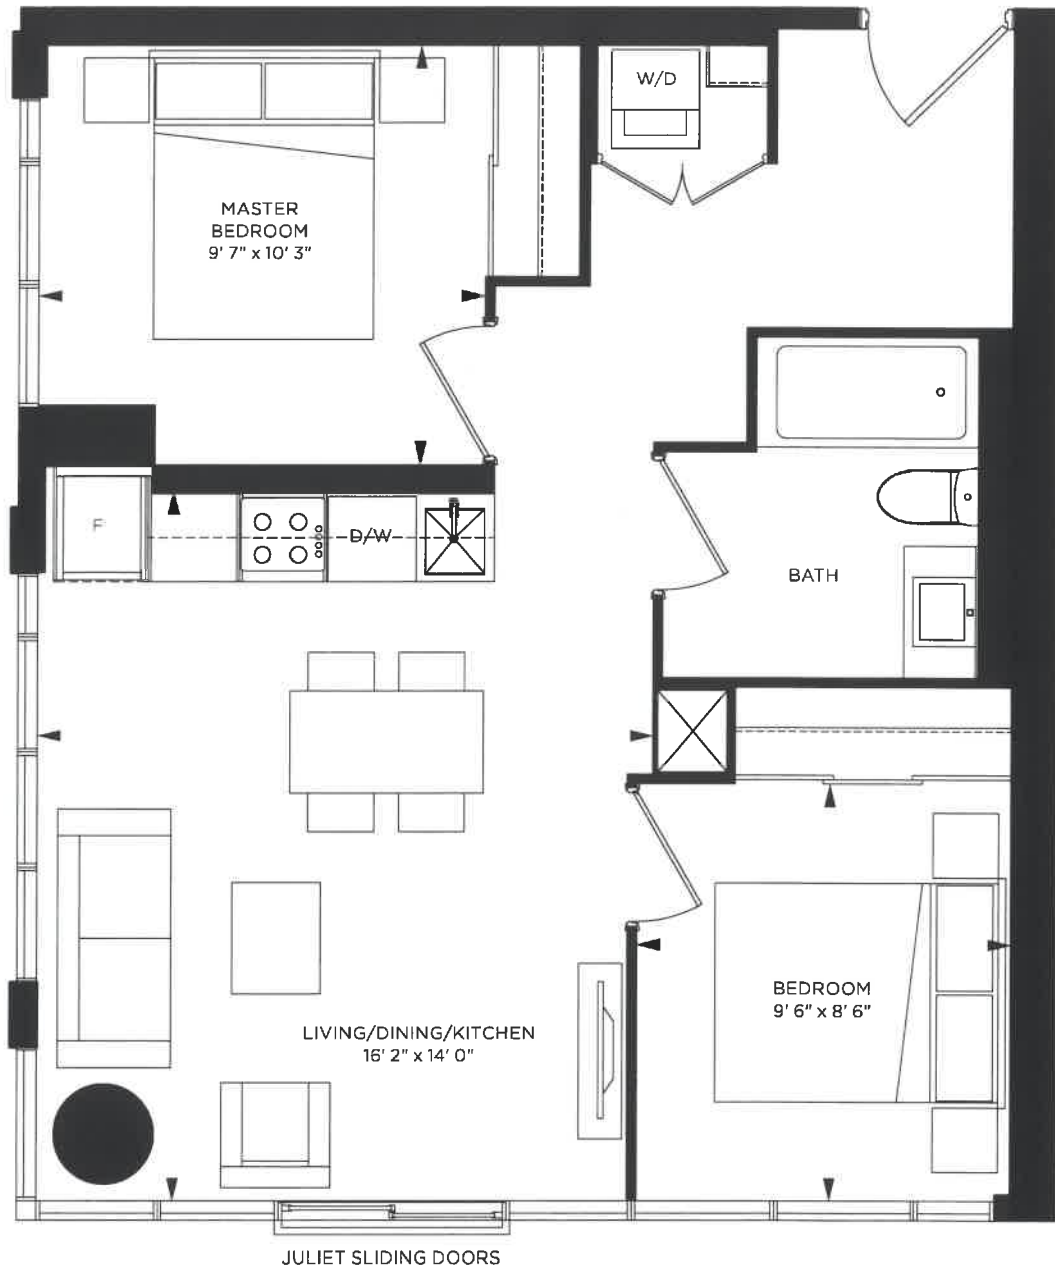 W/D
MASTER
BEDROOM
9' 7" x 10' 3"
F
D/W
BATH
BEDROOM
9' 6" x 8' 6"
LIVING/DINING/KITCHEN
16' 2" x 14' 0"
JULIET SLIDING DOORS